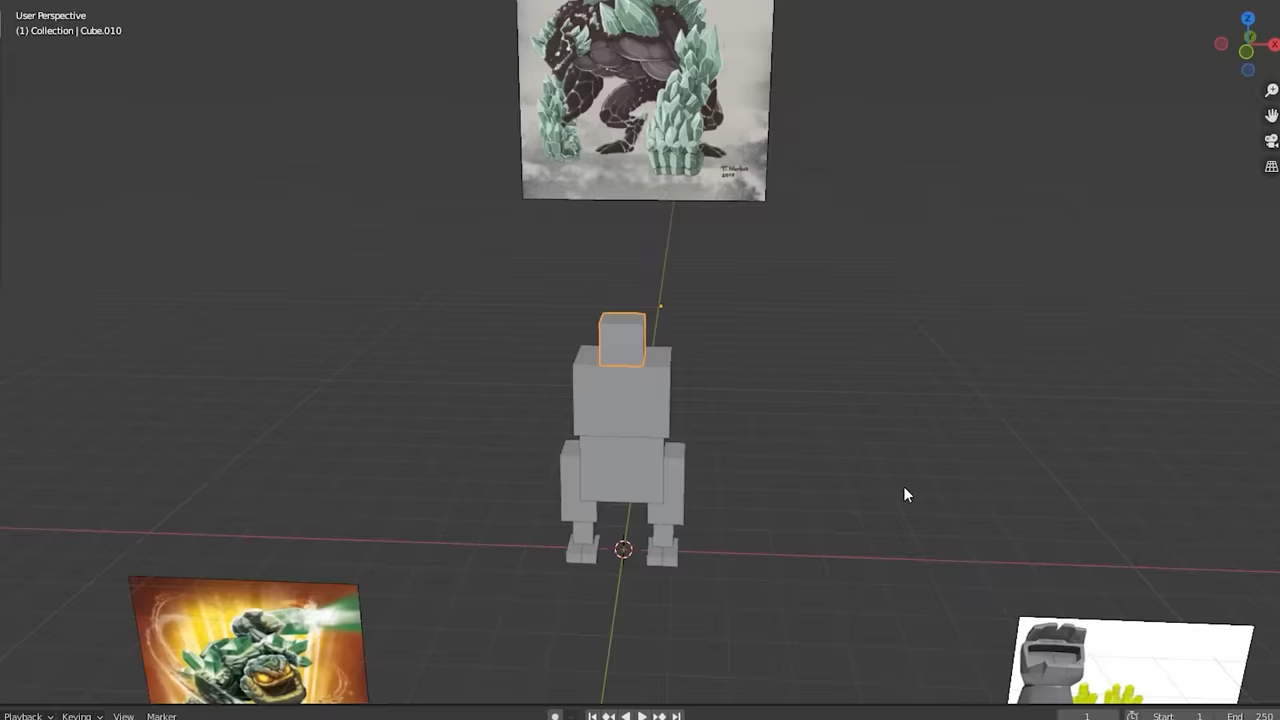 User Perspective
(1) Collection | Cube.010
Z
X
Playback Keying View Marker
1 Start 1 End 250